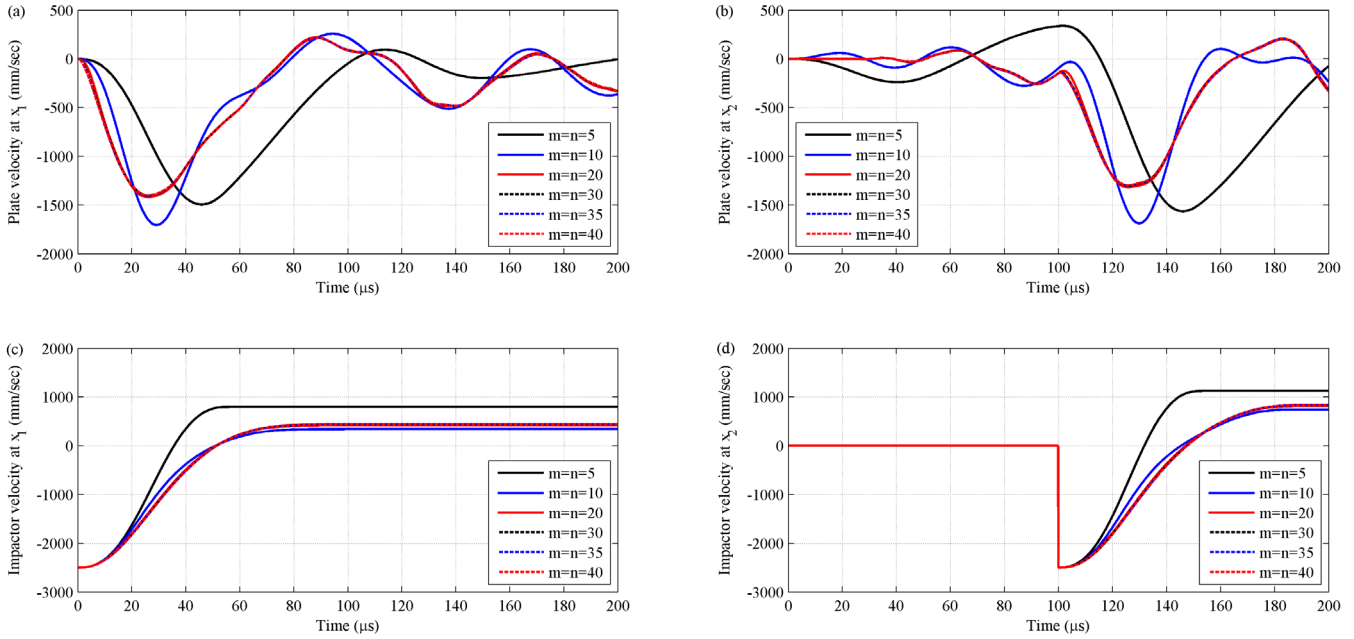 (a)
Plate velocity at x1 (mm/sec)
500
0
-500
-1000
-1500
-2000
0 20 40 60 80 100 120 140 160 180 200
Time (μs)
m=n=5
m=n=10
m=n=20
m=n=30
m=n=35
m=n=40
(b)
Plate velocity at x2 (mm/sec)
500
0
-500
-1000
-1500
-2000
0 20 40 60 80 100 120 140 160 180 200
Time (μs)
m=n=5
m=n=10
m=n=20
m=n=30
m=n=35
m=n=40
(c)
Impactor velocity at x1 (mm/sec)
2000
1000
0
-1000
-2000
-3000
0 20 40 60 80 100 120 140 160 180 200
Time (μs)
m=n=5
m=n=10
m=n=20
m=n=30
m=n=35
m=n=40
(d)
Impactor velocity at x2 (mm/sec)
2000
1000
0
-1000
-2000
-3000
0 20 40 60 80 100 120 140 160 180 200
Time (μs)
m=n=5
m=n=10
m=n=20
m=n=30
m=n=35
m=n=40